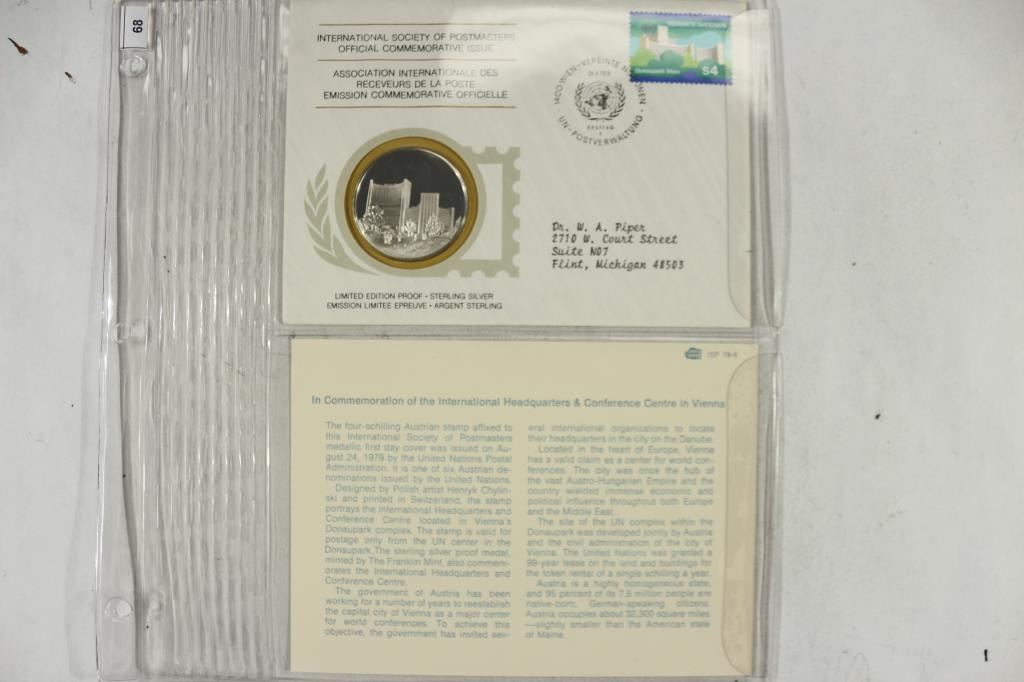 68
INTERNATIONAL SOCIETY OF POSTMASTERS
OFFICIAL COMMEMORATIVE ISSUE
ASSOCIATION INTERNATIONALE DES
RECEVEURS DE LA POSTE
EMISSION COMMEMORATIVE OFFICIELLE
VEREINTE NATIONEN
Donaupark Wien
S4
1400 WIEN - VEREINTE
ERSTTAG
UN-POSTVERWALTUNG
Dr. W. A. Piper
2710 W. Court Street
Suite NO7
Flint, Michigan 48503
LIMITED EDITION PROOF • STERLING SILVER
EMISSION LIMITEE EPREUVE • ARGENT STERLING
ISP 79-6
In Commemoration of the International Headquarters & Conference Centre in Vienna
The four-schilling Austrian stamp affixed to
this International Society of Postmasters
medallic first day cover was issued on Au-
gust 24, 1979 by the United Nations Postal
Administration. It is one of six Austrian de-
nominations issued by the United Nations.
Designed by Polish artist Henryk Chylin-
ski and printed in Switzerland, the stamp
portrays the International Headquarters and
Conference Centre located in Vienna's
Donaupark complex. The stamp is valid for
postage only from the UN center in the
Donaupark. The sterling silver proof medal,
minted by The Franklin Mint, also commem-
orates the International Headquarters and
Conference Centre.
The government of Austria has been
working for a number of years to reestablish
the capital city of Vienna as a major center
for world conferences. To achieve this
objective, the government has invited sev-
eral international organizations to locate
their headquarters in the city on the Danube.
Located in the heart of Europe, Vienna
has a valid claim as a center for world con-
ferences. The city was once the hub of
the vast Austro-Hungarian Empire and the
country wielded immense economic and
political influence throughout both Europe
and the Middle East.
The site of the UN complex within the
Donaupark was developed jointly by Austria
and the civil administration of the city of
Vienna. The United Nations was granted a
99-year lease on the land and buildings for
the token rental of a single schilling a year.
Austria is a highly homogeneous state,
and 95 percent of its 7.5 million people are
native-born, German-speaking citizens.
Austria occupies about 32,300 square miles
—slightly smaller than the American state
of Maine.